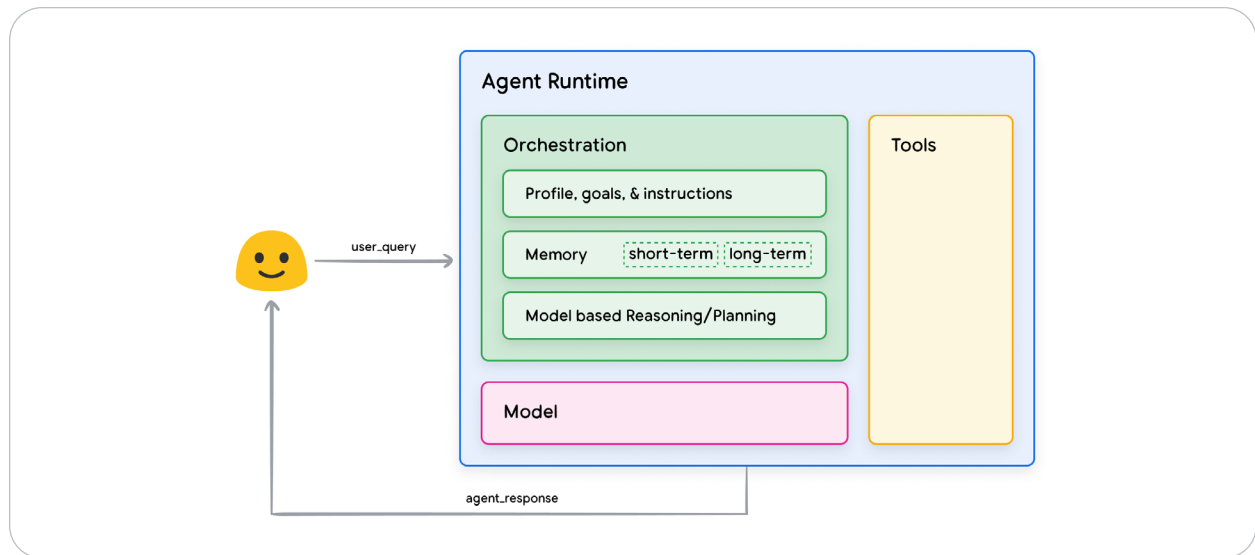 Agent Runtime
Orchestration
Tools
Profile, goals, & instructions
user_query
Memory short-term long-term
Model based Reasoning/Planning
Model
agent_response